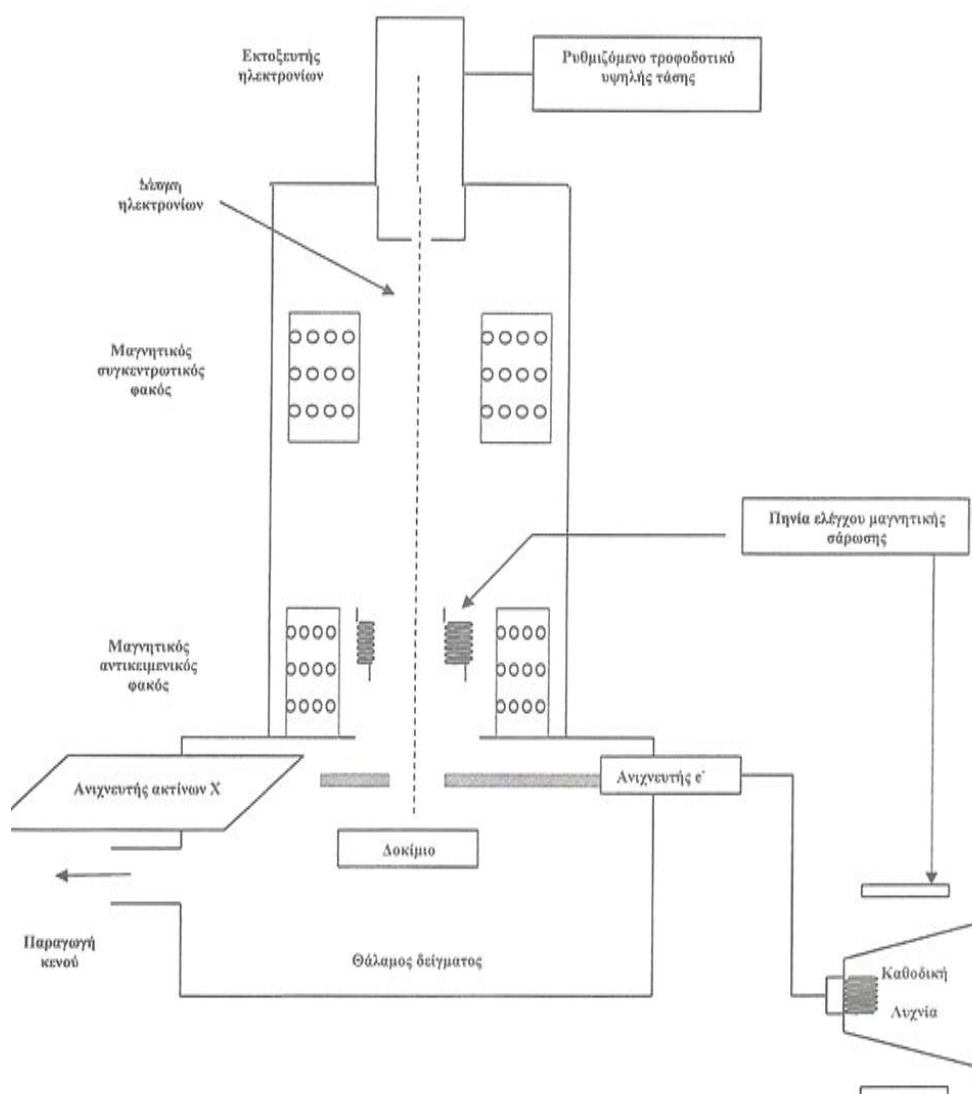 Εκτοξευτής
ηλεκτρονίων
Ρυθμιζόμενο τροφοδοτικό
υψηλής τάσης
Δέσμη
ηλεκτρονίων
Μαγνητικός
συγκεντρωτικός
φακός
Πηνία ελέγχου μαγνητικής
σάρωσης
Μαγνητικός
αντικειμενικός
φακός
Ανιχνευτής ακτίνων Χ
Ανιχνευτής e-
Δοκίμιο
Παραγωγή
κενού
Θάλαμος δείγματος
Καθοδική
Λυχνία